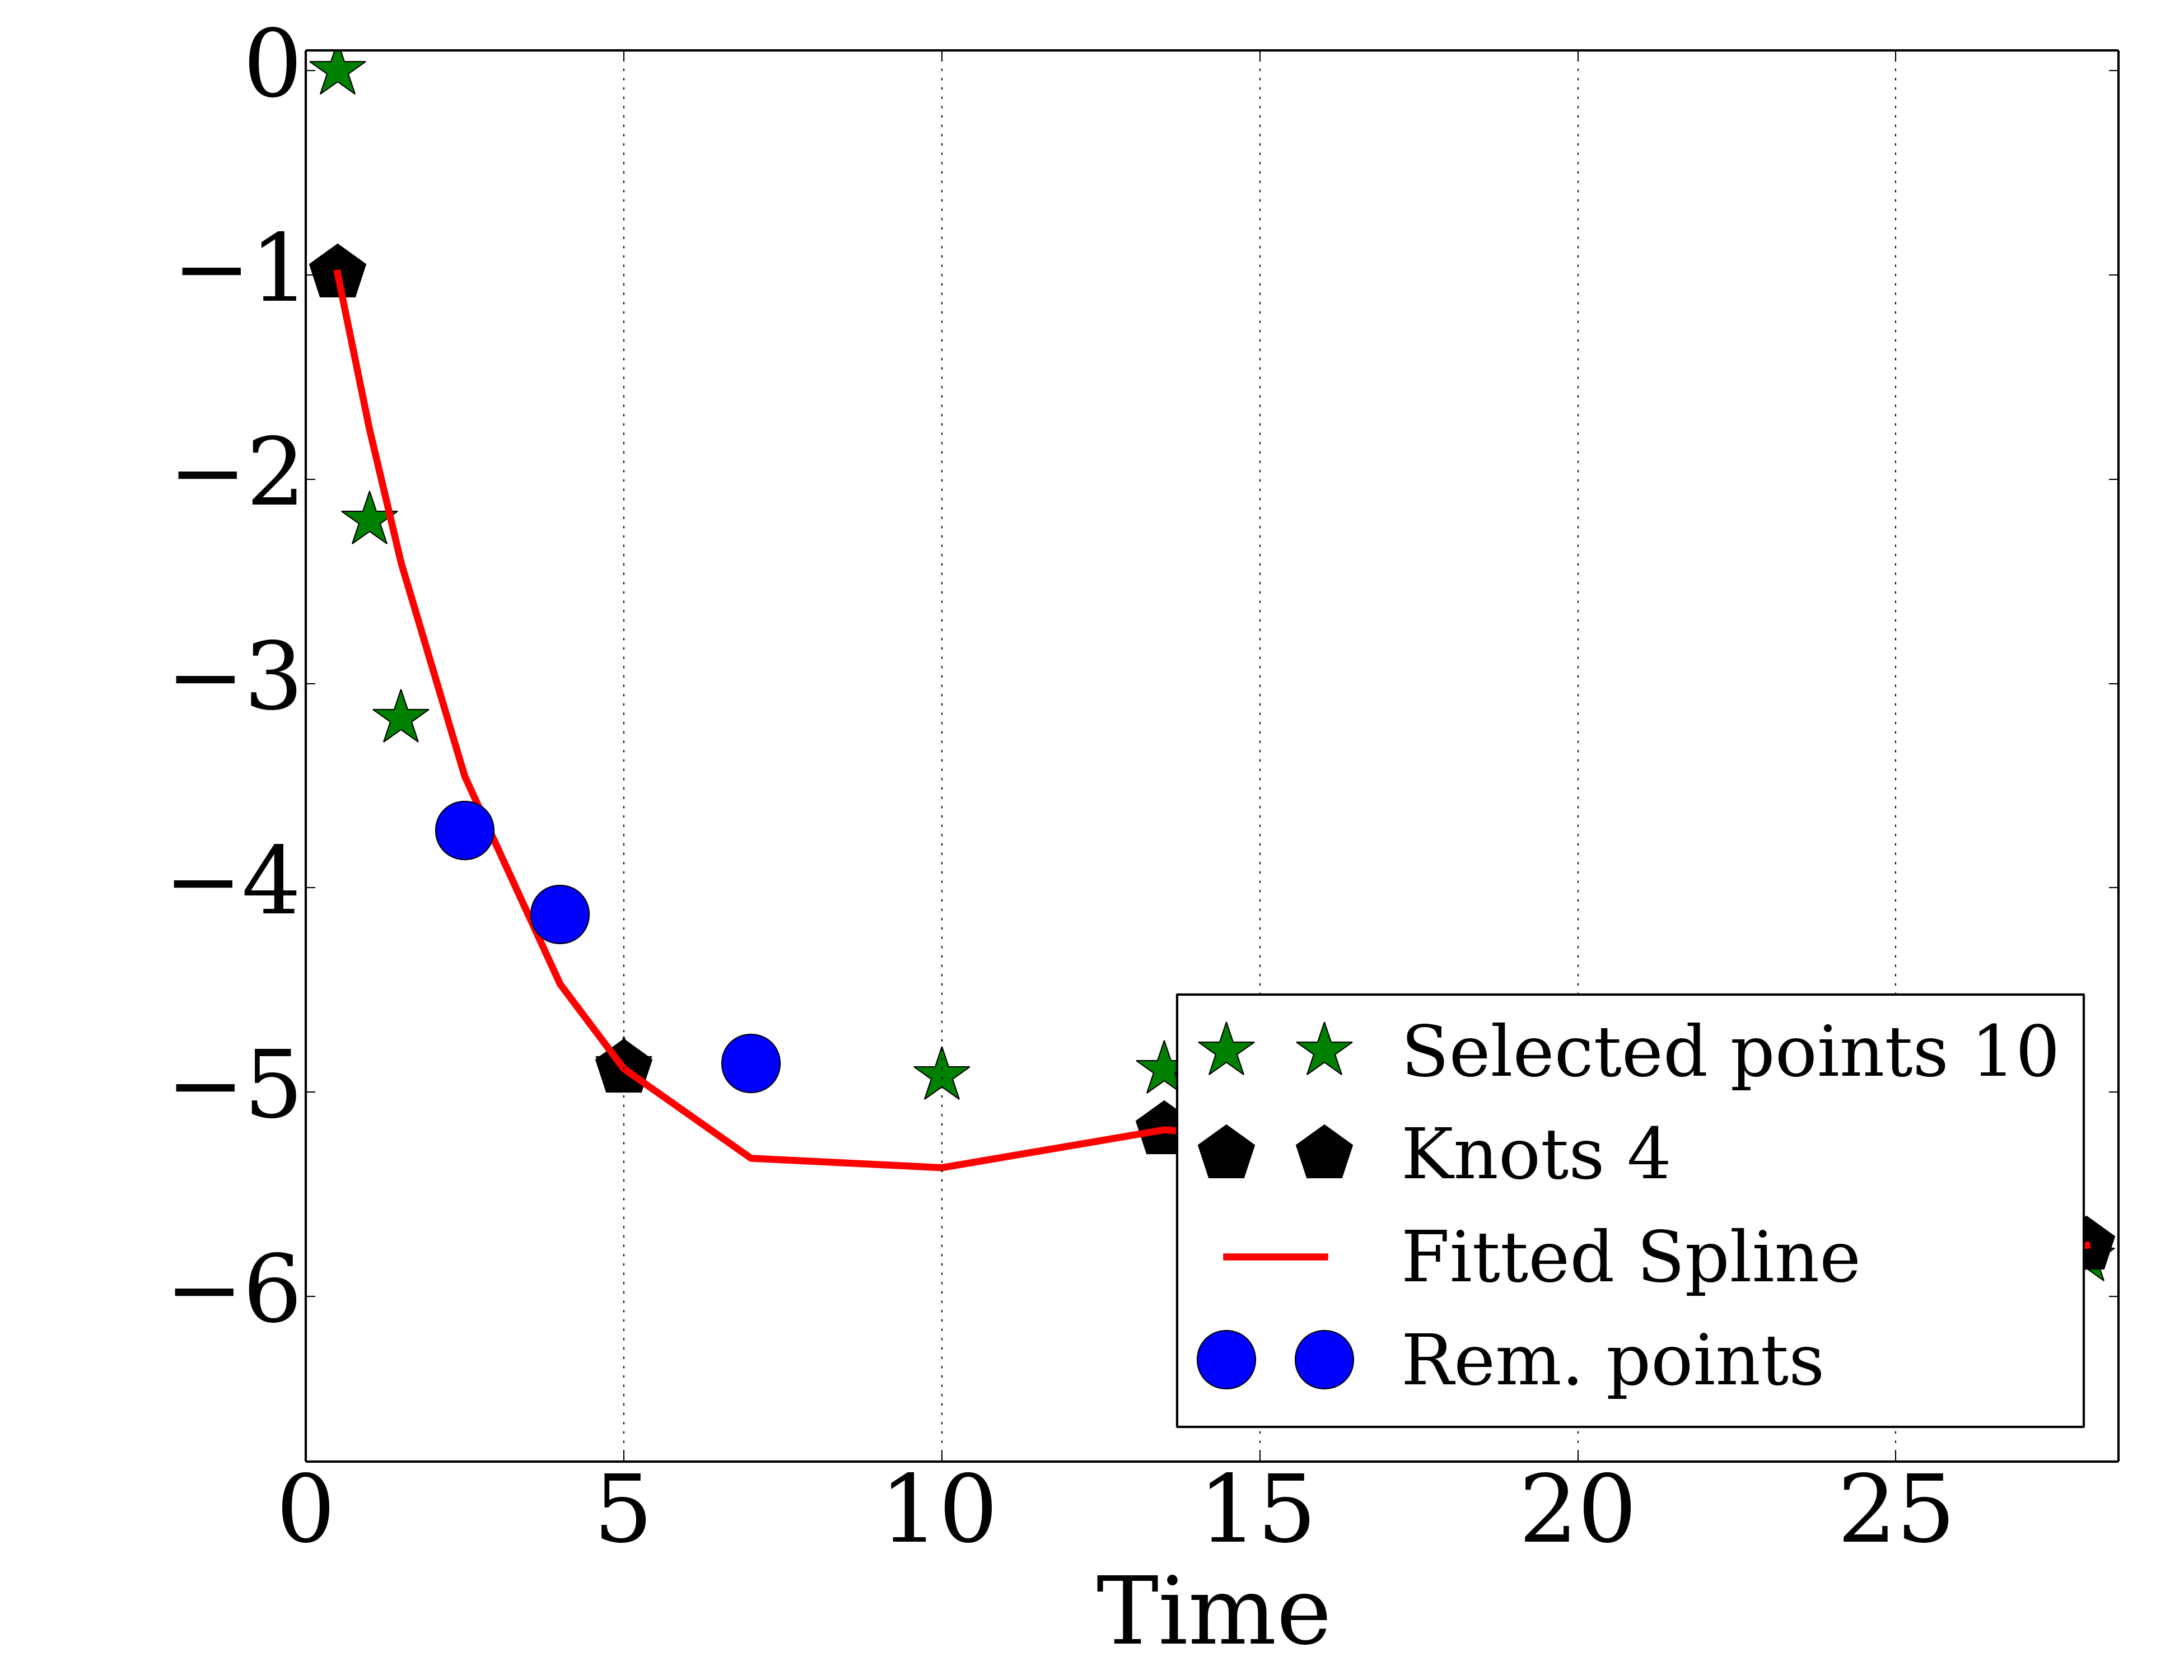 0
−1
−2
−3
−4
−5
−6
Selected points 10
Knots 4
Fitted Spline
Rem. points
0 5 10 15 20 25
Time